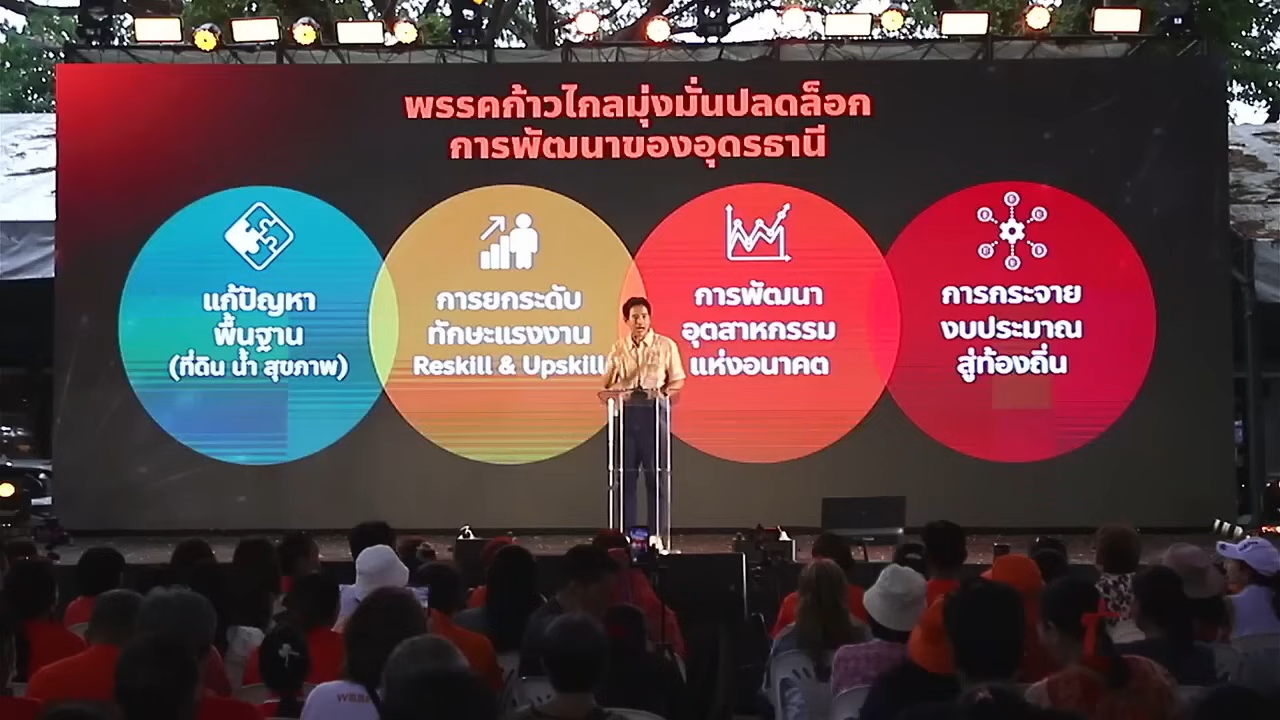 พรรคก้าวไกลมุ่งมั่นปลดล็อก
การพัฒนาของอุดรธานี
แก้ปัญหา
พื้นฐาน
(ที่ดิน น้ำ สุขภาพ)
การยกระดับ
ทักษะแรงงาน
Reskill & Upskill
การพัฒนา
อุตสาหกรรม
แห่งอนาคต
การกระจาย
งบประมาณ
สู่ท้องถิ่น